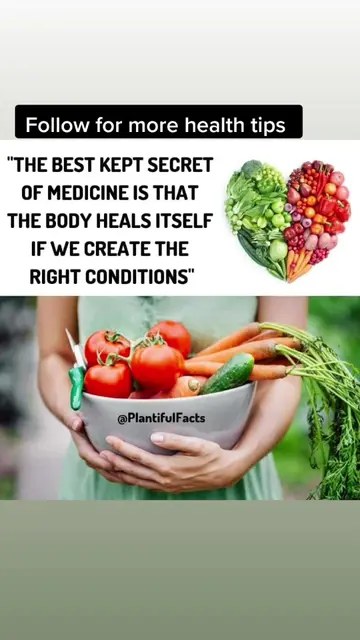 Follow for more health tips
"THE BEST KEPT SECRET
OF MEDICINE IS THAT
THE BODY HEALS ITSELF
IF WE CREATE THE
RIGHT CONDITIONS"
@PlantifulFacts